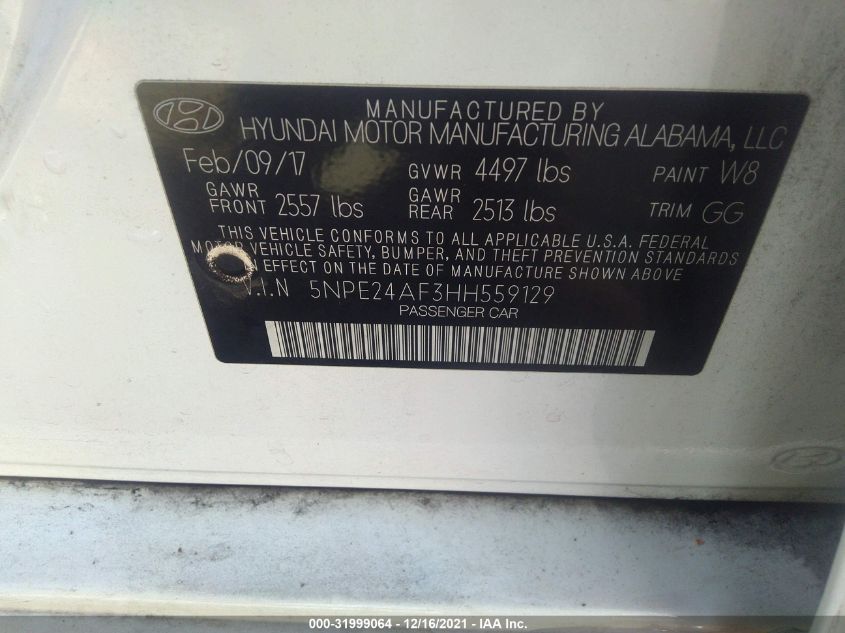 MANUFACTURED BY
HYUNDAI MOTOR MANUFACTURING ALABAMA, LLC
Feb/09/17 GVWR 4497 lbs PAINT W8
GAWR FRONT 2557 lbs GAWR REAR 2513 lbs TRIM GG
THIS VEHICLE CONFORMS TO ALL APPLICABLE U.S.A. FEDERAL
MOTOR VEHICLE SAFETY, BUMPER, AND THEFT PREVENTION STANDARDS
IN EFFECT ON THE DATE OF MANUFACTURE SHOWN ABOVE
V.I.N 5NPE24AF3HH559129
PASSENGER CAR
000-31999064 - 12/16/2021 - IAA Inc.